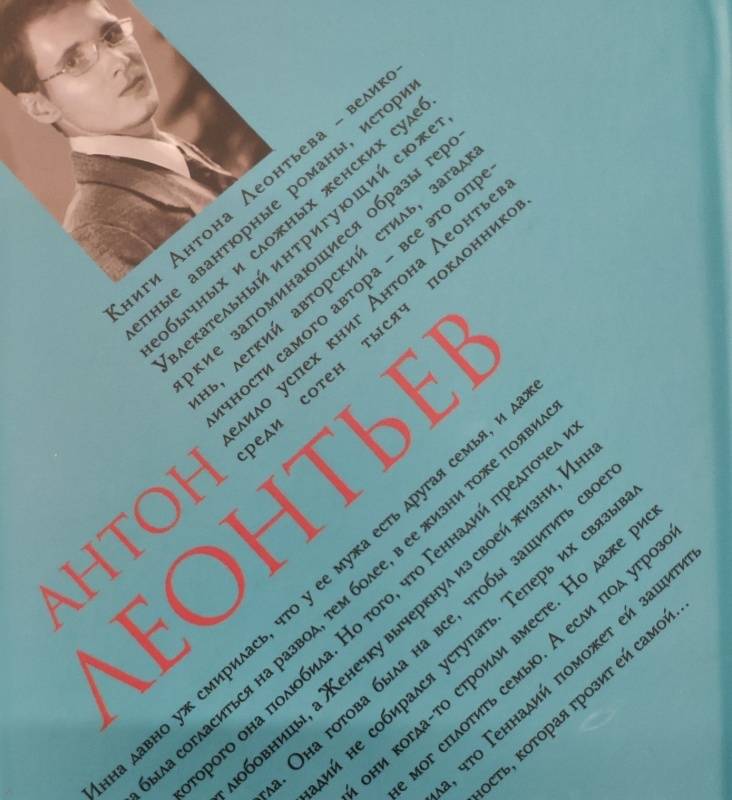 Книги Антона Леонтьева – велико-
лепные авантюрные романы, истории
необычных и сложных женских судеб.
Увлекательный интригующий сюжет,
яркие запоминающиеся образы геро-
инь, легкий авторский стиль, загадка
личности самого автора – все это опре-
делило успех книг Антона Леонтьева
среди сотен тысяч поклонников.
АНТОН
ЛЕОНТЬЕВ
Инна давно уж смирилась, что у ее мужа есть другая семья, и даже
была согласиться на развод, тем более, в ее жизни тоже появился
которого она полюбила. Но того, что Геннадий предпочел их
любовницы, а Женечку вычеркнул из своей жизни, Инна
Она готова была на все, чтобы защитить своего
не собирался уступать. Теперь их связывал
они когда-то строили вместе. Но даже риск
не мог сплотить семью. А если под угрозой
что Геннадий поможет ей защитить
которая грозит ей самой...